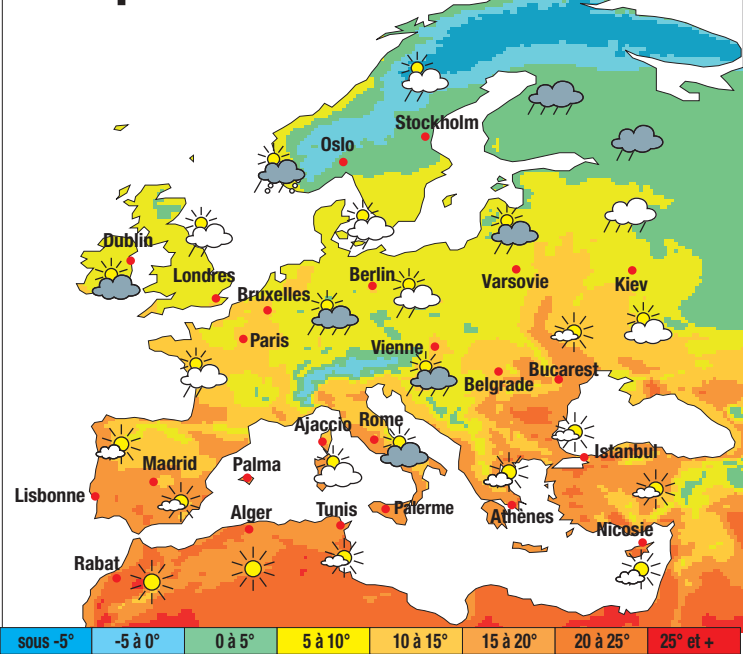 Stockholm
Oslo
Dublin
Londres
Berlin
Bruxelles
Varsovie
Kiev
Paris
Vienne
Bucarest
Belgrade
Ajaccio
Rome
Istanbul
Madrid
Palma
Lisbonne
Alger
Tunis
Palerme
Athènes
Nicosie
Rabat
sous -5° -5 à 0° 0 à 5° 5 à 10° 10 à 15° 15 à 20° 20 à 25° 25° et +